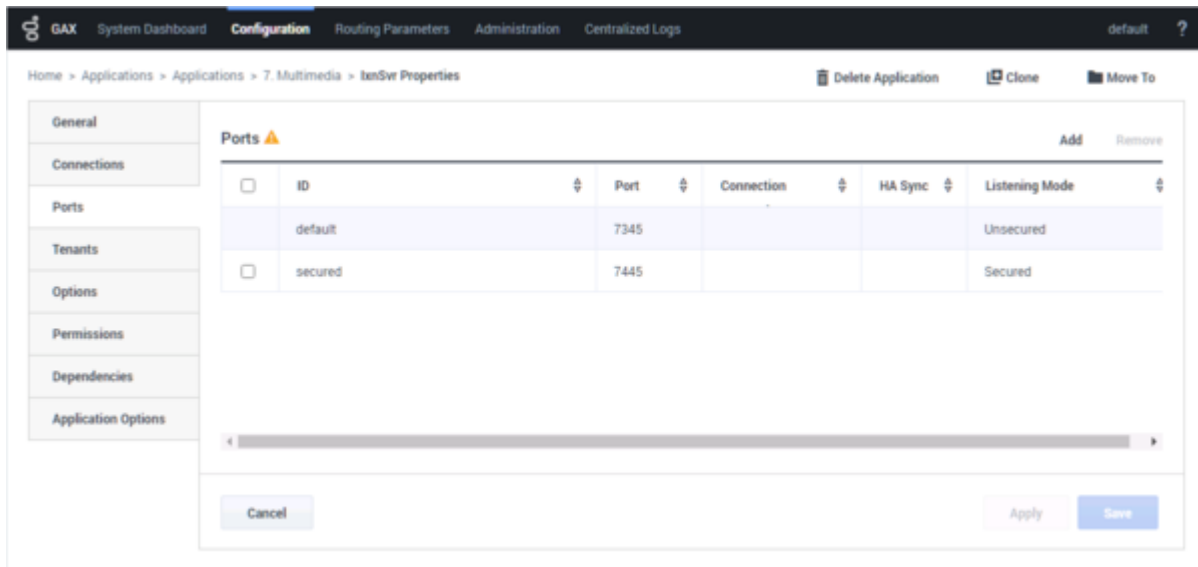 GAX System Dashboard Configuration Routing Parameters Administration Centralized Logs default ?
Home > Applications > Applications > 7. Multimedia > IxnSvr Properties Delete Application Clone Move To
General
Connections
Ports
Tenants
Options
Permissions
Dependencies
Application Options
Ports Add Remove
ID Port Connection HA Sync Listening Mode
default 7345 Unsecured
secured 7445 Secured
Cancel Apply Save